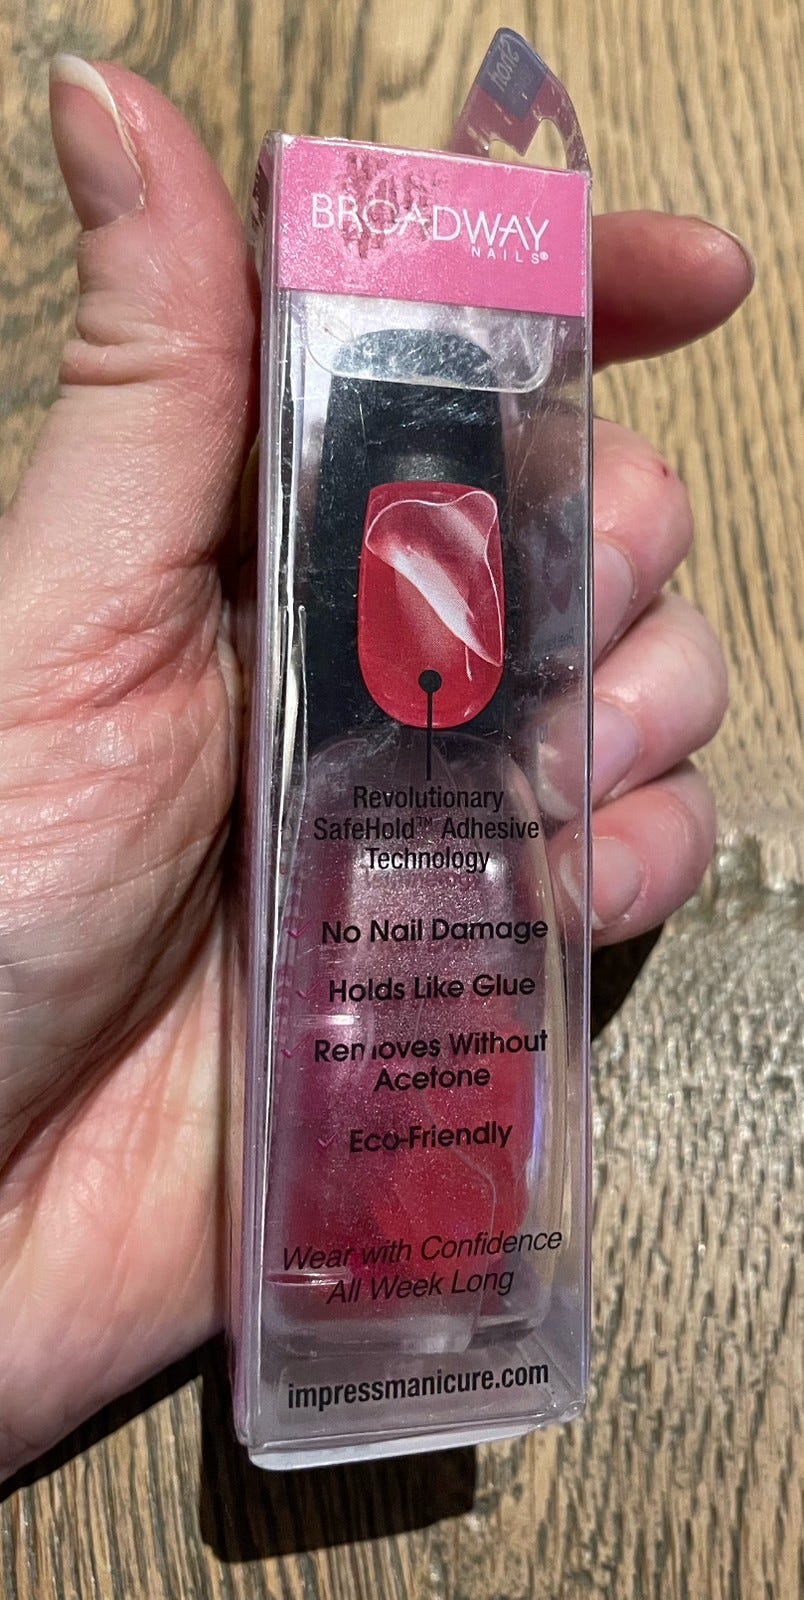 BROADWAY
NAILS®
Revolutionary
SafeHold™ Adhesive
Technology
✓ No Nail Damage
✓ Holds Like Glue
✓ Removes Without
Acetone
✓ Eco-Friendly
Wear with Confidence
All Week Long
impressmanicure.com